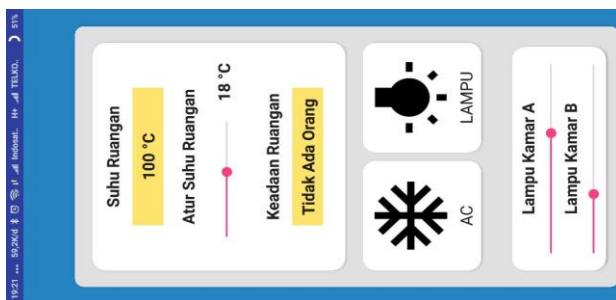 19:21 ... 59,2K/d Indosat.. H+ TELKO.. 51%
Suhu Ruangan
100 °C
Atur Suhu Ruangan
18 °C
Keadaan Ruangan
Tidak Ada Orang
AC
LAMPU
Lampu Kamar A
Lampu Kamar B